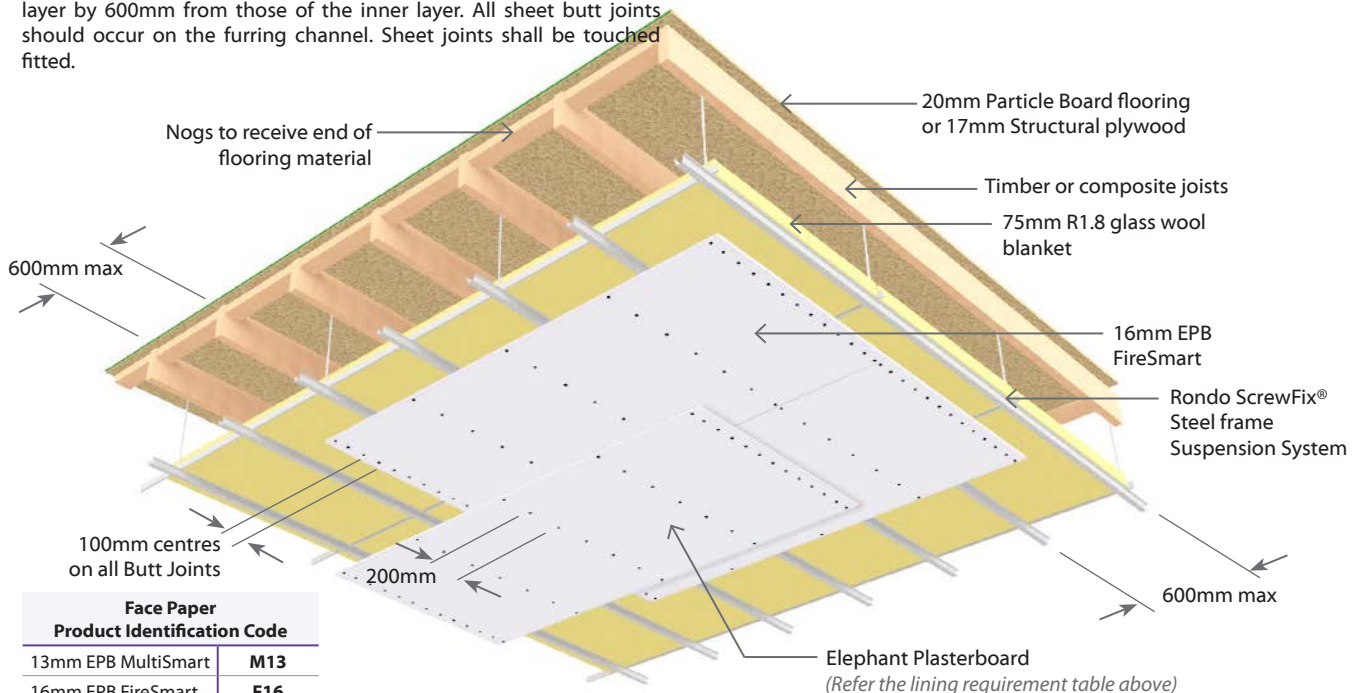 layer by 600mm from those of the inner layer. All sheet butt joints
should occur on the furring channel. Sheet joints shall be touched
fitted.
Nogs to receive end of
flooring material
20mm Particle Board flooring
or 17mm Structural plywood
Timber or composite joists
75mm R1.8 glass wool
blanket
600mm max
16mm EPB
FireSmart
Rondo ScrewFix®
Steel frame
Suspension System
100mm centres
on all Butt Joints
200mm
600mm max
Face Paper
Product Identification Code
13mm EPB MultiSmart M13
16mm EPB FireSmart F16
Elephant Plasterboard
(Refer the lining requirement table above)